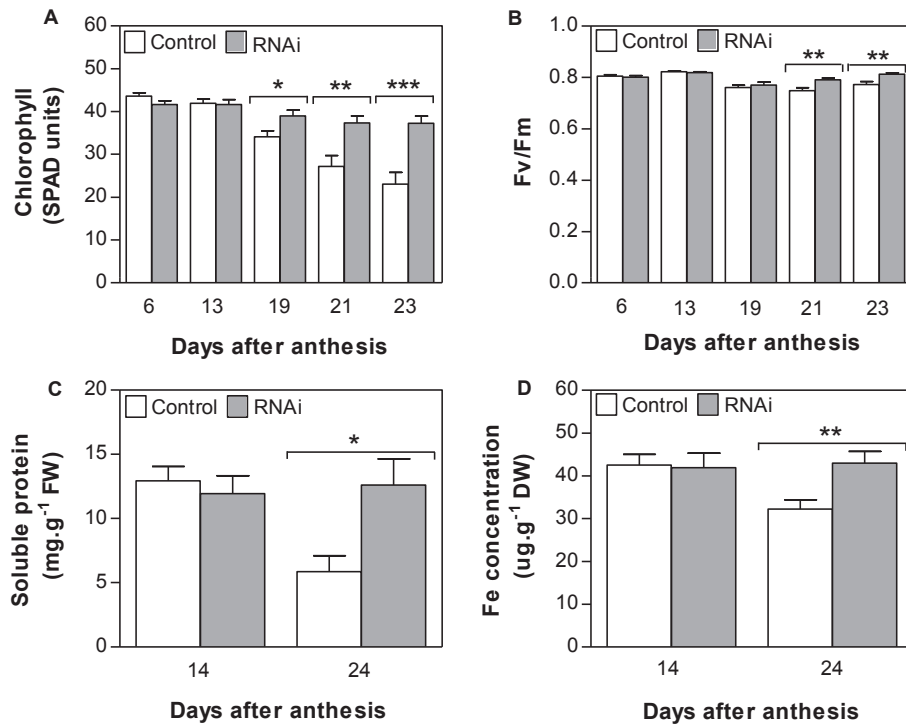 A
Chlorophyll
(SPAD units)
60
50
40
30
20
10
0
Control RNAi
* ** ***
6 13 19 21 23
Days after anthesis
B
Fv/Fm
1.0
0.8
0.6
0.4
0.2
0.0
Control RNAi
** **
6 13 19 21 23
Days after anthesis
C
Soluble protein
(mg.g-1 FW)
20
15
10
5
0
Control RNAi
*
14 24
Days after anthesis
D
Fe concentration
(ug.g-1 DW)
60
50
40
30
20
10
0
Control RNAi
**
14 24
Days after anthesis